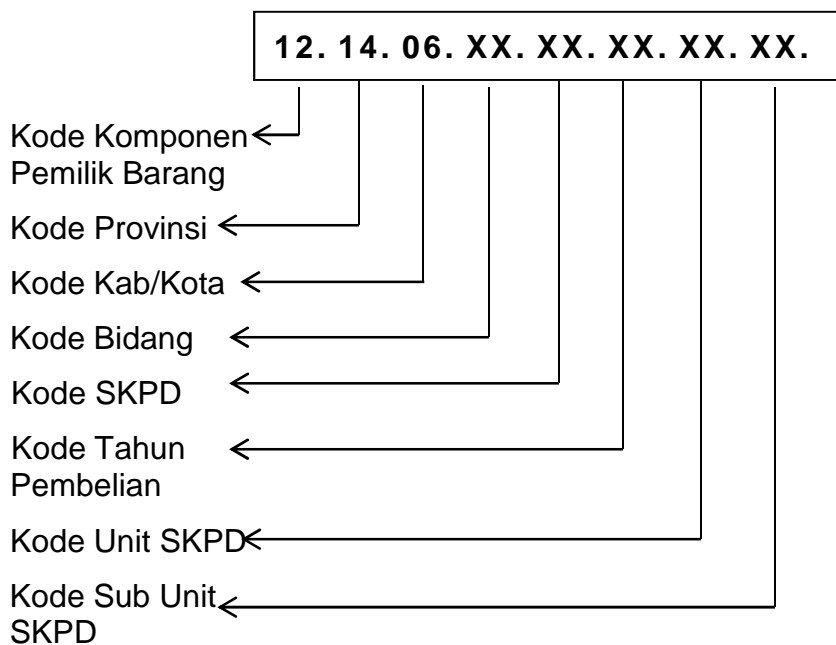 12. 14. 06. XX. XX. XX. XX. XX.
Kode Komponen
Pemilik Barang
Kode Provinsi
Kode Kab/Kota
Kode Bidang
Kode SKPD
Kode Tahun
Pembelian
Kode Unit SKPD
Kode Sub Unit
SKPD